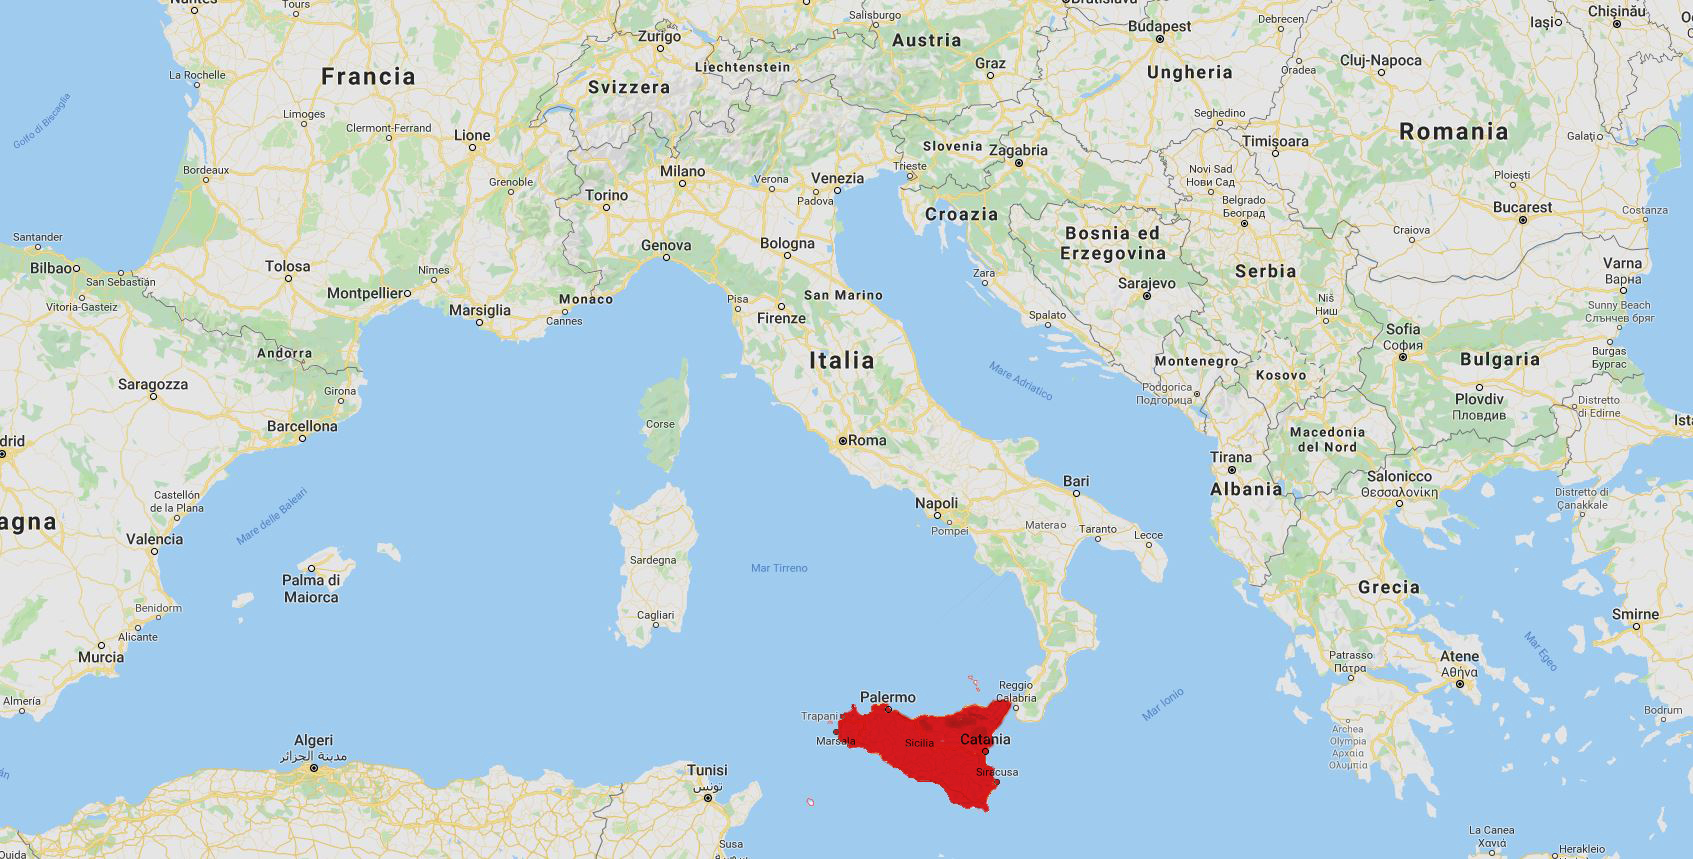 Nantes
Tours
Salisburgo
Bratislava
Budapest
Debrecen
Iași
Chișinău
Zurigo
Austria
Liechtenstein
Graz
Ungheria
Oradea
Cluj-Napoca
La Rochelle
Francia
Svizzera
Golfo di Biscaglia
Limoges
Clermont-Ferrand
Lione
Seghedino
Timișoara
Romania
Galați
Slovenia
Zagabria
Bordeaux
Grenoble
Torino
Milano
Verona
Venezia
Padova
Trieste
Novi Sad
Нови Сад
Ploiești
Croazia
Belgrado
Београд
Bucarest
Costanza
Santander
Bilbao
San Sebastián
Vitoria-Gasteiz
Tolosa
Nîmes
Montpellier
Marsiglia
Monaco
Cannes
Genova
Bologna
Bosnia ed
Erzegovina
Craiova
Zara
Sarajevo
Serbia
Varna
Варна
Pisa
Firenze
San Marino
Spalato
Niš
Ниш
Sunny Beach
Слънчев бряг
Sofia
София
Andorra
Italia
Mare Adriatico
Montenegro
Kosovo
Bulgaria
Burgas
Бургас
Saragozza
Girona
Podgorica
Подгорица
Plovdiv
Пловдив
Distretto
di Edirne
Barcellona
Corse
Roma
Macedonia
del Nord
drid
Tirana
Albania
Bari
Salonicco
Θεσσαλονίκη
Distretto di
Çanakkale
Castellón
de la Plana
Mare delle Baleari
agna
Valencia
Napoli
Pompei
Matera
Taranto
Lecce
Sardegna
Mar Tirreno
Palma di
Maiorca
Grecia
Benidorm
Alicante
Cagliari
Smirne
Murcia
Mar Egeo
Patrasso
Πάτρα
Atene
Αθήνα
Almería
Palermo
Reggio
Calabria
Mar Ionio
Bodrum
Trapani
Marsala
Sicilia
Catania
Archea
Olympia
Αρχαία
Ολυμπία
Algeri
مدينة الجزائر
Tunisi
تونس
Siracusa
La Canea
Χανιά
Susa
Herakleio
Ouida